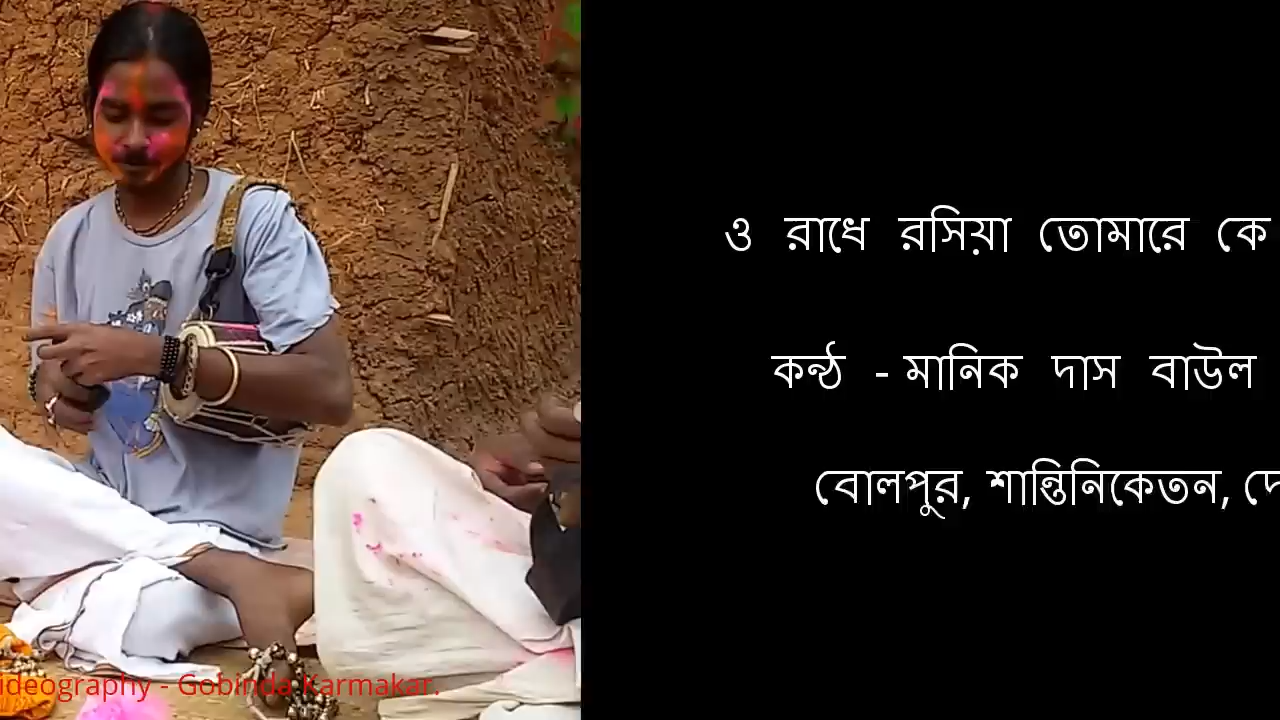 ও রাধে রসিয়া তোমারে কে
কন্ঠ - মানিক দাস বাউল
বোলপুর, শান্তিনিকেতন,
ideography - Gobinda Karmakar.